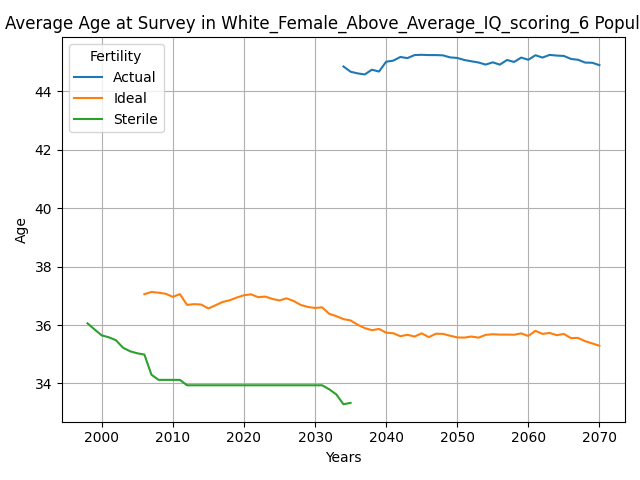 Average Age at Survey in White_Female_Above_Average_IQ_scoring_6 Popul
Fertility
Actual
Ideal
Sterile
Age
44
42
40
38
36
34
2000 2010 2020 2030 2040 2050 2060 2070
Years